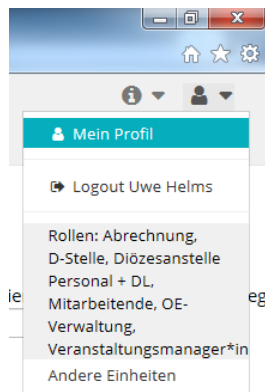 Mein Profil
Logout Uwe Helms
Rollen: Abrechnung,
D-Stelle, Diözesanstelle
Personal + DL,
Mitarbeitende, OE-
Verwaltung,
Veranstaltungsmanager*in
Andere Einheiten